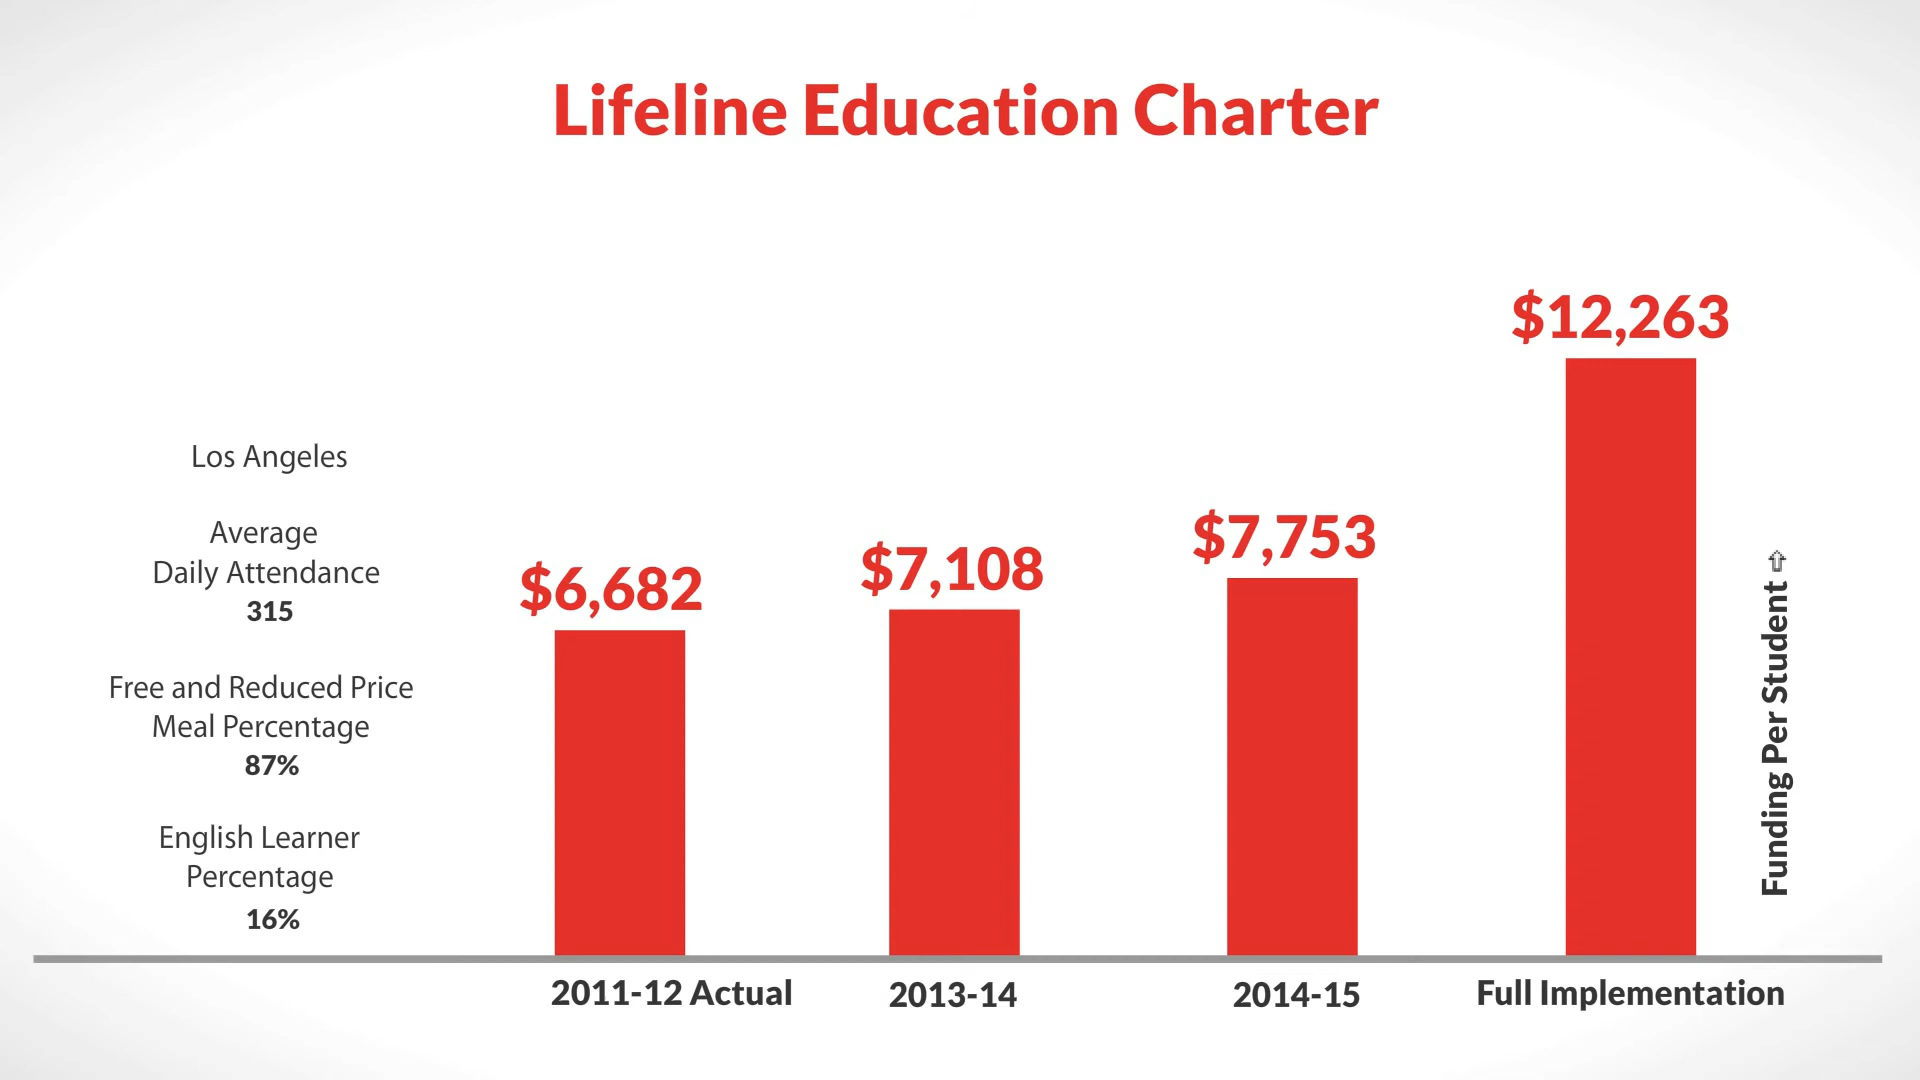 Lifeline Education Charter
Los Angeles
Average
Daily Attendance
315
Free and Reduced Price
Meal Percentage
87%
English Learner
Percentage
16%
$6,682
$7,108
$7,753
$12,263
2011-12 Actual
2013-14
2014-15
Full Implementation
Funding Per Student ⇧